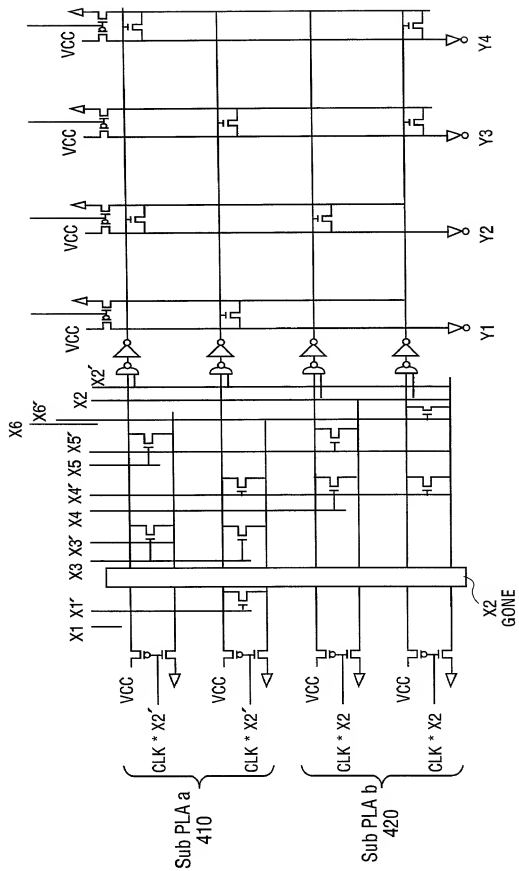 VCC
VCC
VCC
VCC
Y1
Y2
Y3
Y4
X1
X1′
X3
X3′
X4
X4′
X5
X5′
X6
X6′
X2
X2′
X2
GONE
VCC
CLK * X2′
VCC
CLK * X2′
VCC
CLK * X2
VCC
CLK * X2
Sub PLA a
410
Sub PLA b
420